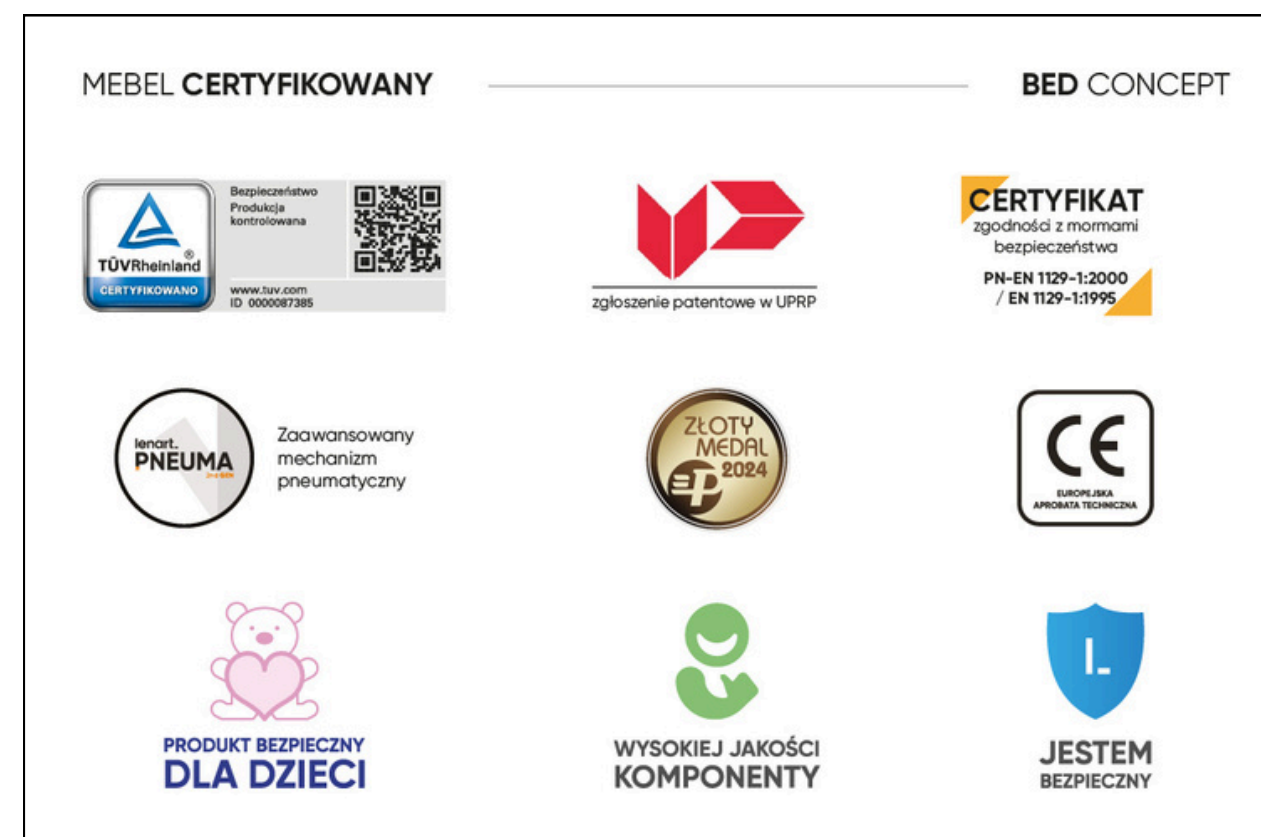 MEBEL CERTYFIKOWANY
BED CONCEPT
Bezpieczeństwo
Produkcja
kontrolowana
TÜVRheinland®
CERTYFIKOWANO
www.tuv.com
ID 0000087385
zgłoszenie patentowe w UPRP
CERTYFIKAT
zgodności z mormami
bezpieczeństwa
PN-EN 1129-1:2000
/ EN 1129-1:1995
lenart.
PNEUMA
2nd GEN
Zaawansowany
mechanizm
pneumatyczny
ZŁOTY
MEDAL
2024
CE
EUROPEJSKA
APROBATA TECHNICZNA
PRODUKT BEZPIECZNY
DLA DZIECI
WYSOKIEJ JAKOŚCI
KOMPONENTY
L
JESTEM
BEZPIECZNY